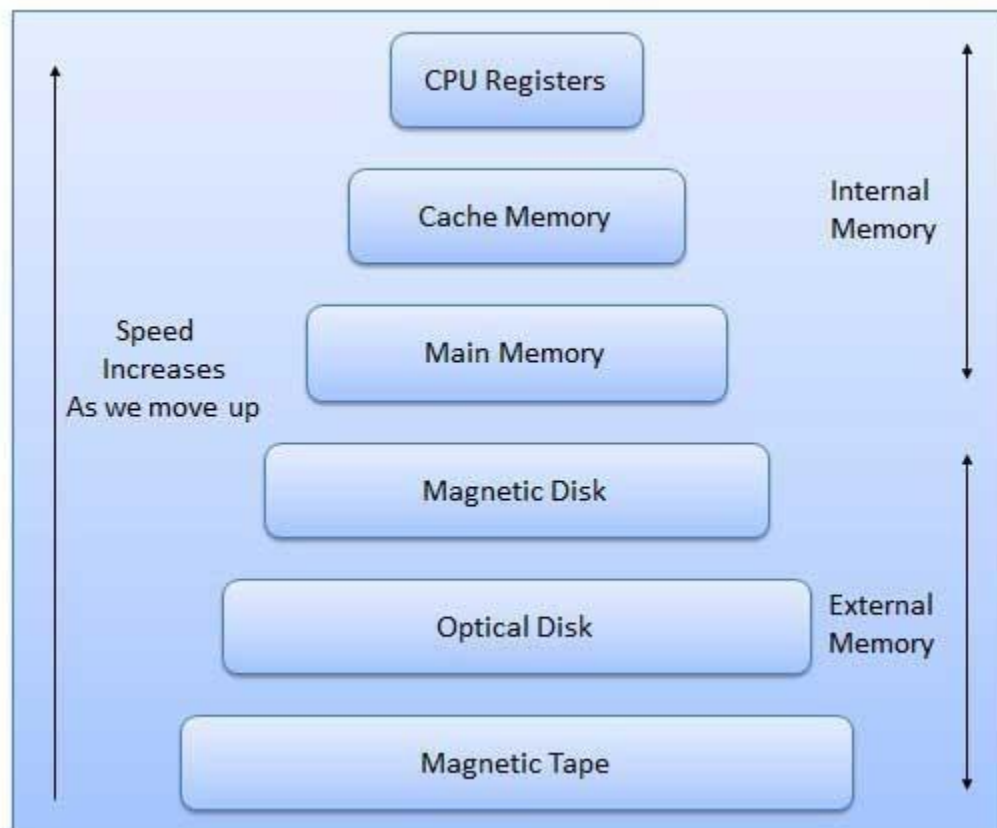 CPU Registers
Cache Memory
Internal
Memory
Main Memory
Speed
Increases
As we move up
Magnetic Disk
Optical Disk
External
Memory
Magnetic Tape